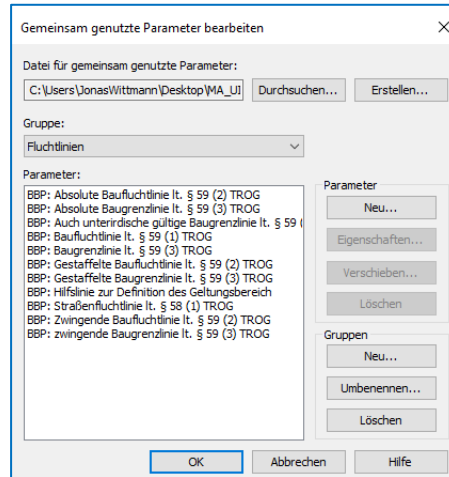 Gemeinsam genutzte Parameter bearbeiten
Datei für gemeinsam genutzte Parameter:
C:\Users\JonasWittmann\Desktop\MA_UI Durchsuchen... Erstellen...
Gruppe:
Fluchtlinien
Parameter:
BBP: Absolute Baufluchtlinie lt. § 59 (2) TROG
BBP: Absolute Baugrenzlinie lt. § 59 (3) TROG
BBP: Auch unterirdische gültige Baugrenzlinie lt. § 59 (
BBP: Baufluchtlinie lt. § 59 (1) TROG
BBP: Baugrenzlinie lt. § 59 (3) TROG
BBP: Gestaffelte Baufluchtlinie lt. § 59 (2) TROG
BBP: Gestaffelte Baugrenzlinie lt. § 59 (3) TROG
BBP: Hilfslinie zur Definition des Geltungsbereich
BBP: Straßenfluchtlinie lt. § 58 (1) TROG
BBP: Zwingende Baufluchtlinie lt. § 59 (2) TROG
BBP: zwingende Baugrenzlinie lt. § 59 (3) TROG
Parameter
Neu...
Eigenschaften...
Verschieben...
Löschen
Gruppen
Neu...
Umbenennen...
Löschen
OK Abbrechen Hilfe